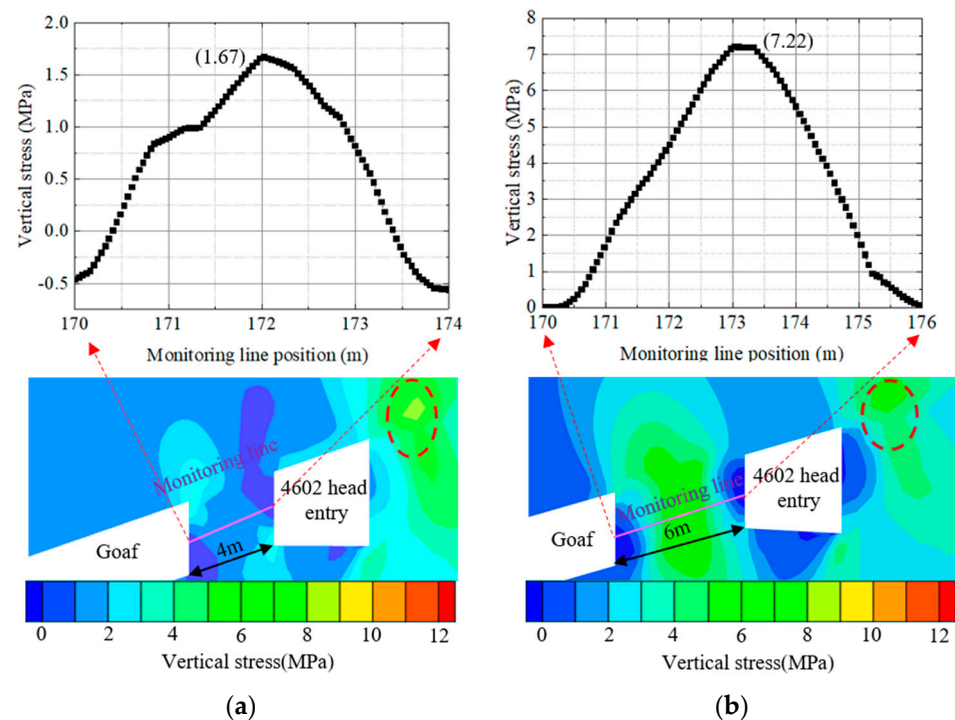 2.0
1.5
1.0
0.5
0.0
-0.5
Vertical stress (MPa)
(1.67)
170 171 172 173 174
Monitoring line position (m)
8
7
6
5
4
3
2
1
0
Vertical stress (MPa)
(7.22)
170 171 172 173 174 175 176
Monitoring line position (m)
Monitoring line
4602 head
entry
Goaf
4m
0 2 4 6 8 10 12
Vertical stress(MPa)
(a)
Monitoring line
4602 head
entry
Goaf
6m
0 2 4 6 8 10 12
Vertical stress(MPa)
(b)